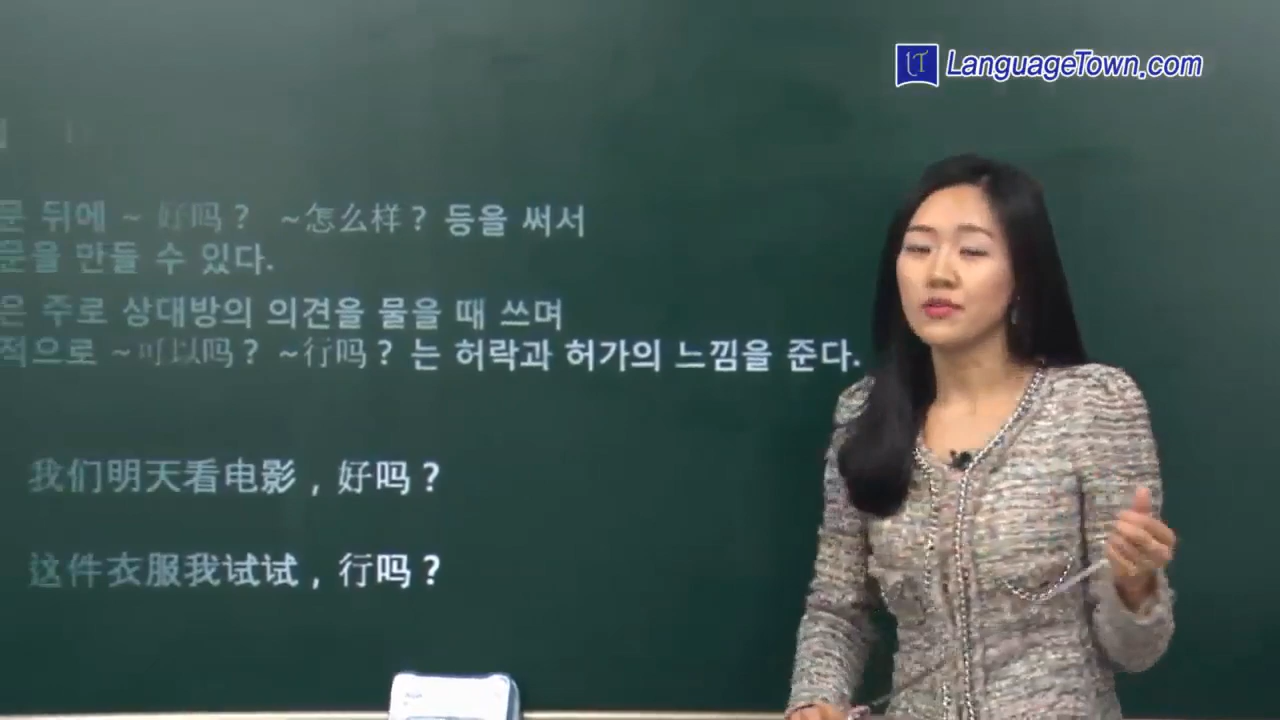 LanguageTown.com
문 뒤에 ~ 好吗? ~怎么样? 등을 써서
문을 만들 수 있다.
은 주로 상대방의 의견을 물을 때 쓰며
적으로 ~可以吗? ~行吗? 는 허락과 허가의 느낌을 준다.
我们明天看电影,好吗?
这件衣服我试试,行吗?